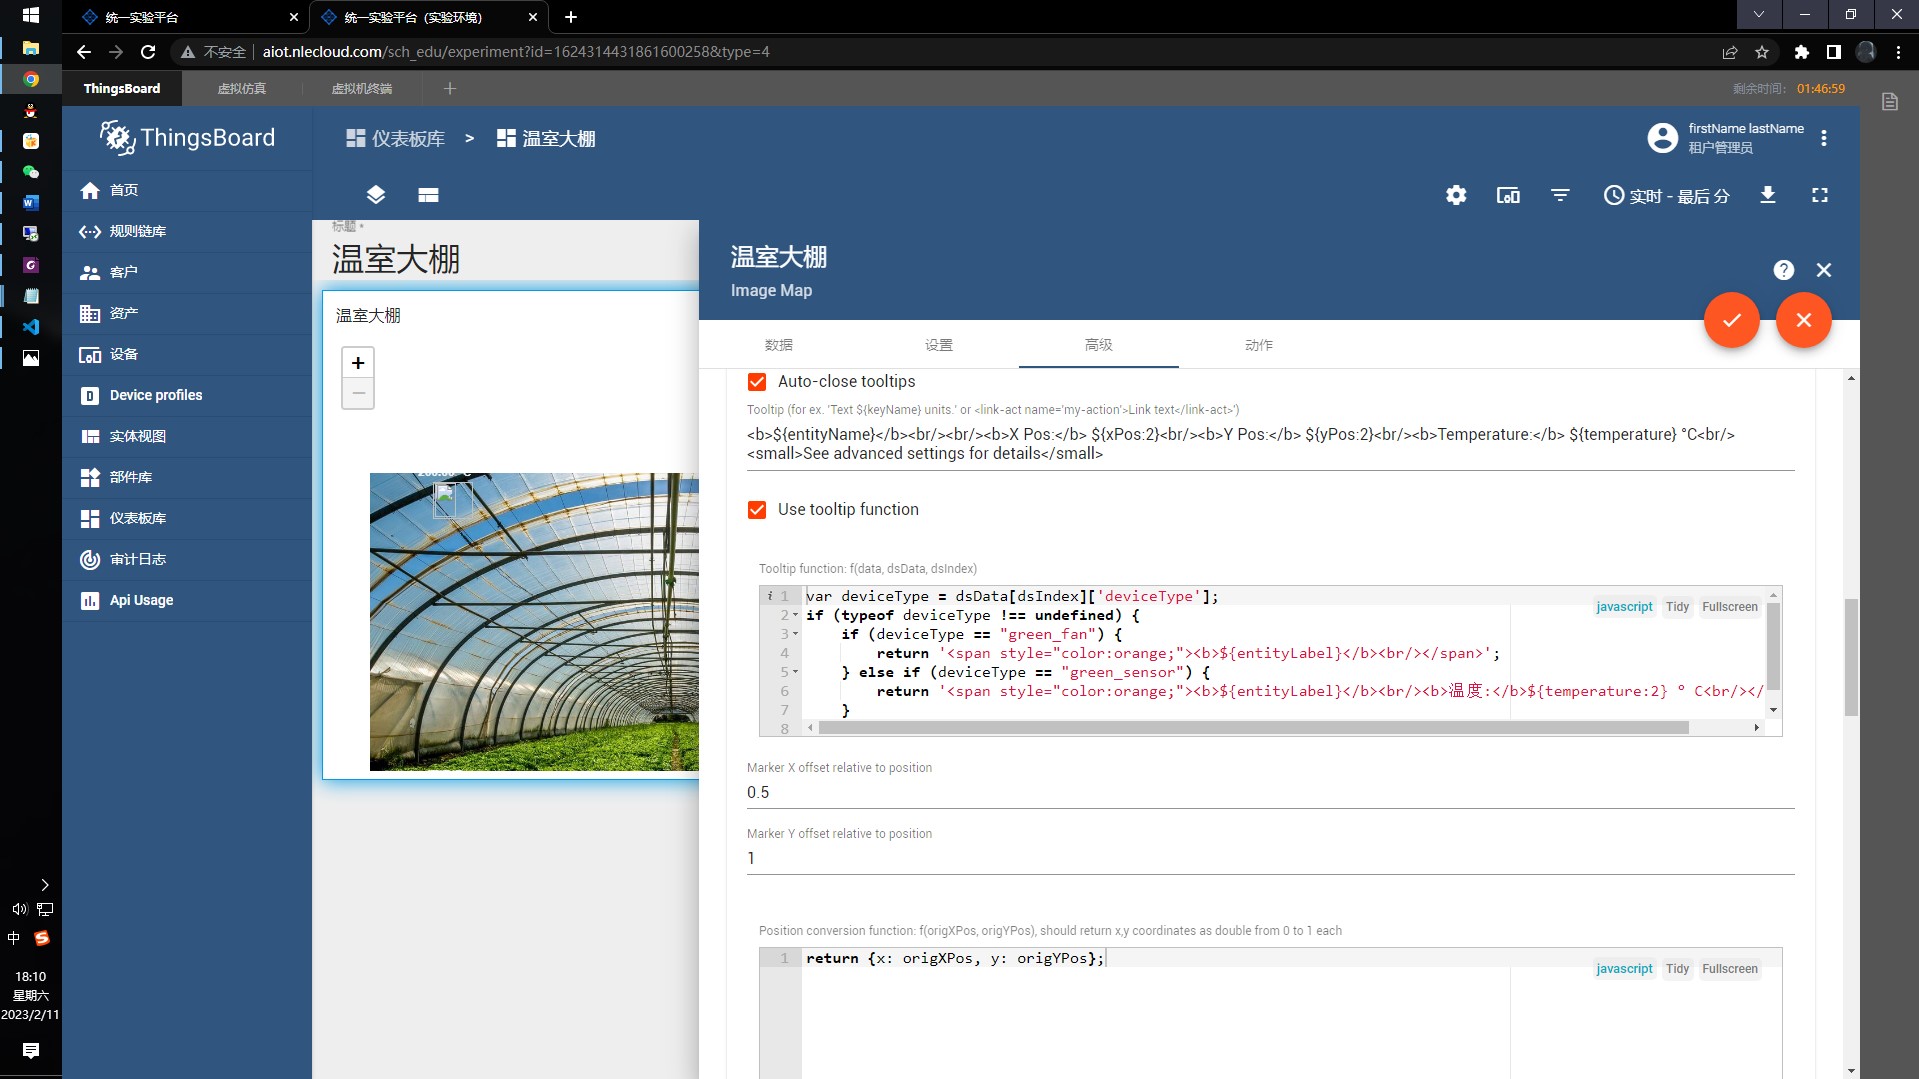 统一实验平台
统一实验平台（实验环境）
不安全 aiot.nlecloud.com/sch_edu/experiment?id=1624314431861600258&type=4
ThingsBoard
虚拟仿真
虚拟机终端
剩余时间： 01:46:59
ThingsBoard
仪表板库 > 温室大棚
firstName lastName
租户管理员
实时 - 最后 分
首页
规则链库
客户
资产
设备
Device profiles
实体视图
部件库
仪表板库
审计日志
Api Usage
标题 *
温室大棚
温室大棚
+
−
温室大棚
Image Map
数据
设置
高级
动作
Auto-close tooltips
Tooltip (for ex. 'Text ${keyName} units.' or <link-act name='my-action'>Link text</link-act>')
<b>${entityName}</b><br/><br/><b>X Pos:</b> ${xPos:2}<br/><b>Y Pos:</b> ${yPos:2}<br/><b>Temperature:</b> ${temperature} °C<br/>
<small>See advanced settings for details</small>
Use tooltip function
Tooltip function: f(data, dsData, dsIndex)
javascript Tidy Fullscreen
i 1 var deviceType = dsData[dsIndex]['deviceType'];
2 if (typeof deviceType !== undefined) {
3 if (deviceType == "green_fan") {
4 return '<span style="color:orange;"><b>${entityLabel}</b><br/></span>';
5 } else if (deviceType == "green_sensor") {
6 return '<span style="color:orange;"><b>${entityLabel}</b><br/><b>温度:</b>${temperature:2} ° C<br/></
7 }
8
Marker X offset relative to position
0.5
Marker Y offset relative to position
1
Position conversion function: f(origXPos, origYPos), should return x,y coordinates as double from 0 to 1 each
1 return {x: origXPos, y: origYPos};
javascript Tidy Fullscreen
中
18:10
星期六
2023/2/11